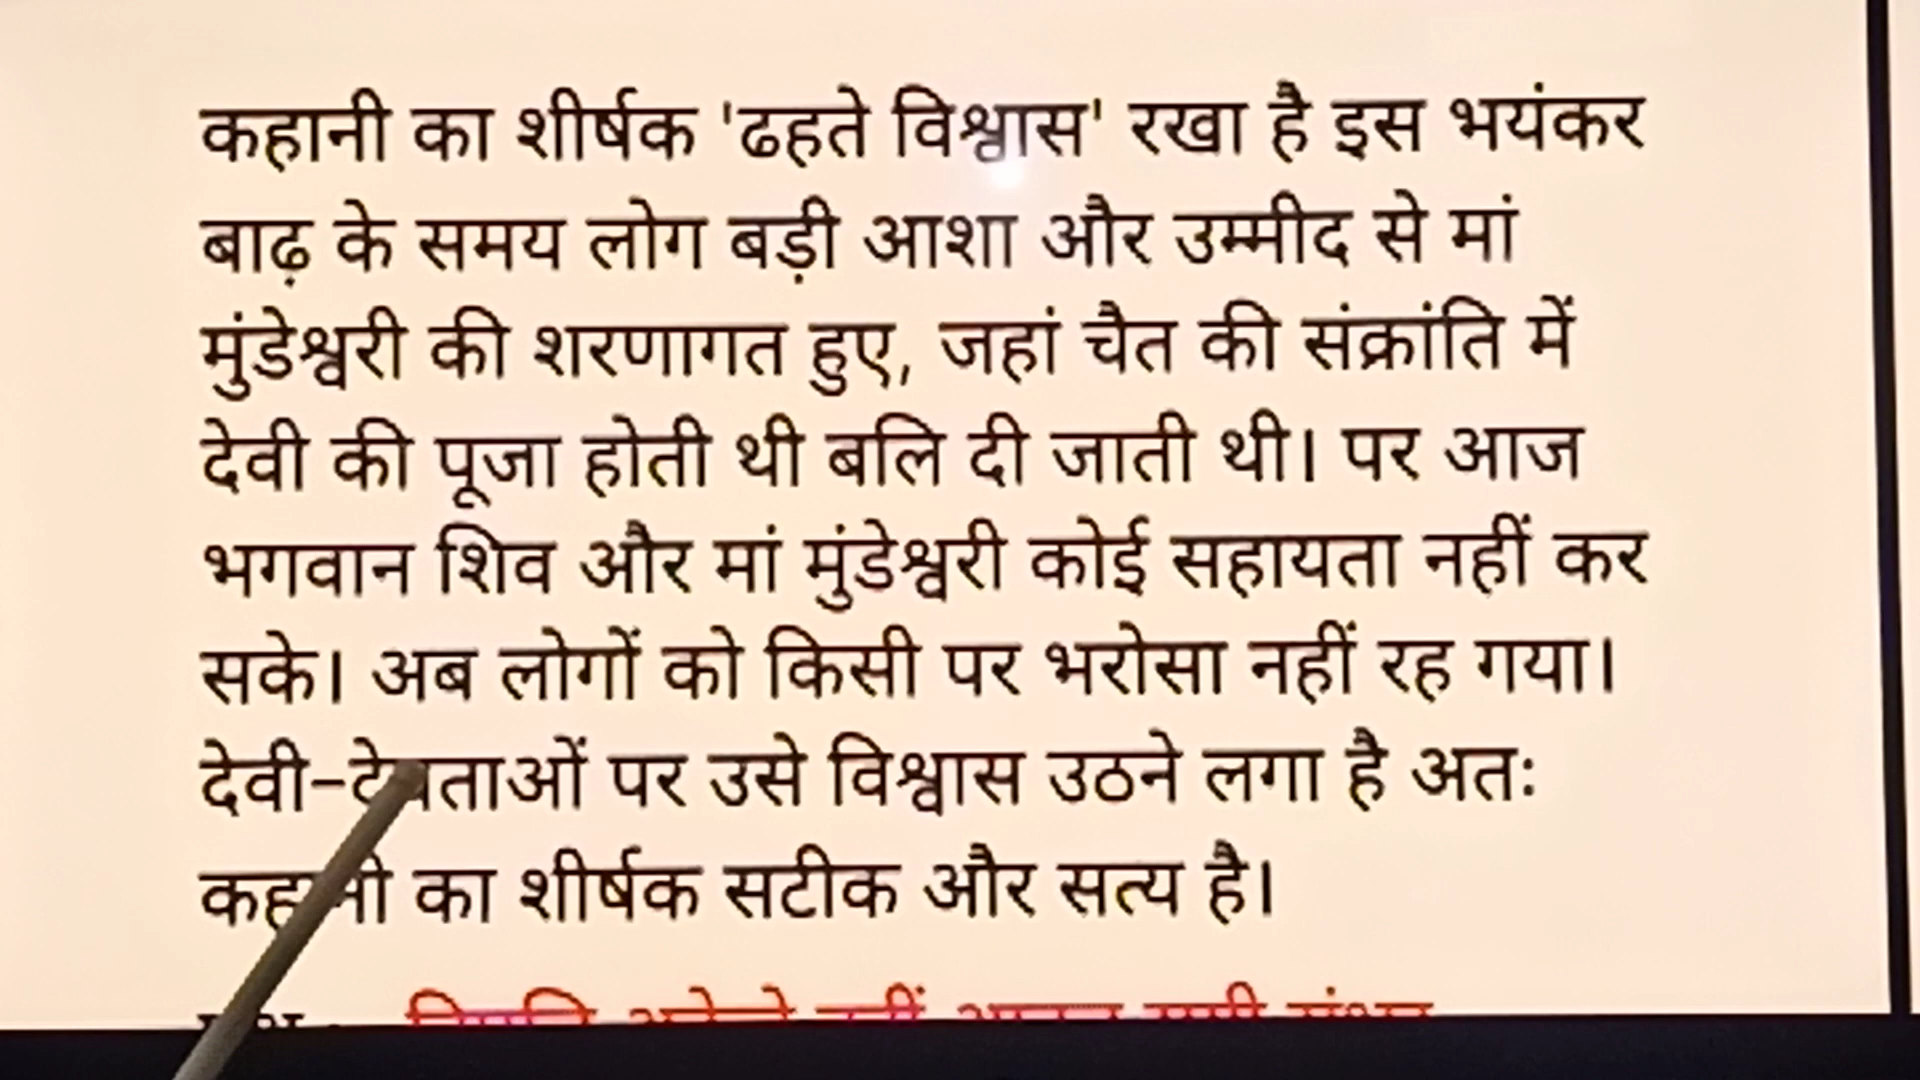 कहानी का शीर्षक 'ढहते विश्वास' रखा है इस भयंकर
बाढ़ के समय लोग बड़ी आशा और उम्मीद से मां
मुंडेश्वरी की शरणागत हुए, जहां चैत की संक्रांति में
देवी की पूजा होती थी बलि दी जाती थी। पर आज
भगवान शिव और मां मुंडेश्वरी कोई सहायता नहीं कर
सके। अब लोगों को किसी पर भरोसा नहीं रह गया।
देवी-देवताओं पर उसे विश्वास उठने लगा है अतः
कहानी का शीर्षक सटीक और सत्य है।